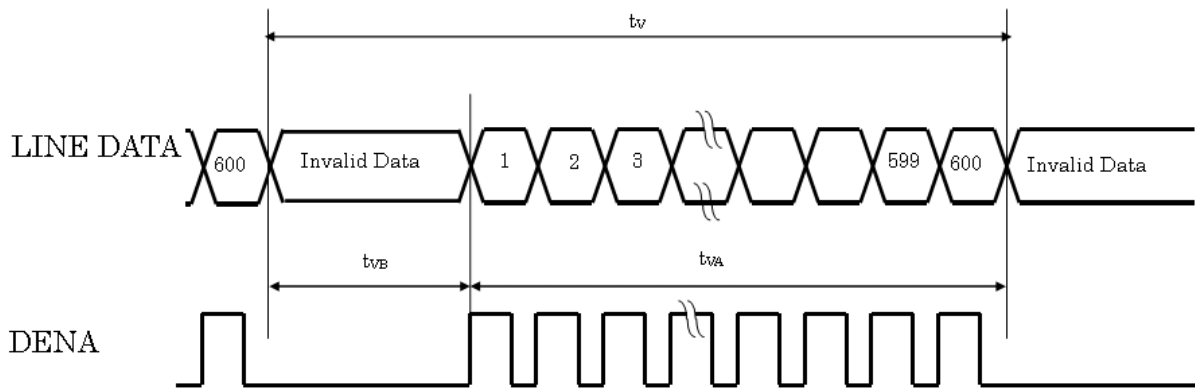 tV
LINE DATA 600 Invalid Data 1 2 3 599 600 Invalid Data
tVB tVA
DENA